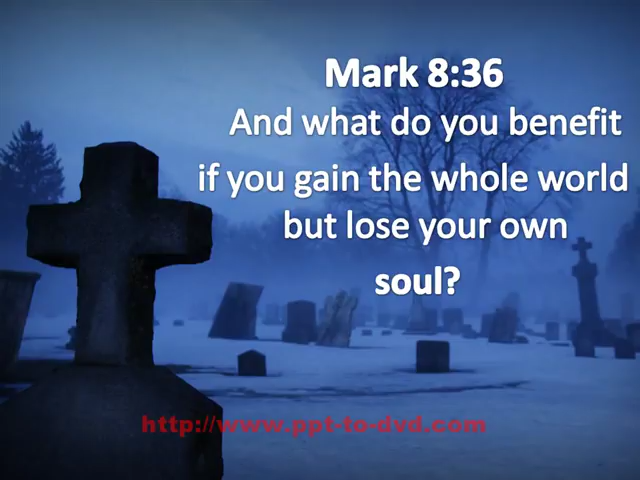 Mark 8:36
And what do you benefit
if you gain the whole world
but lose your own
soul?
http://www.ppt-to-dvd.com